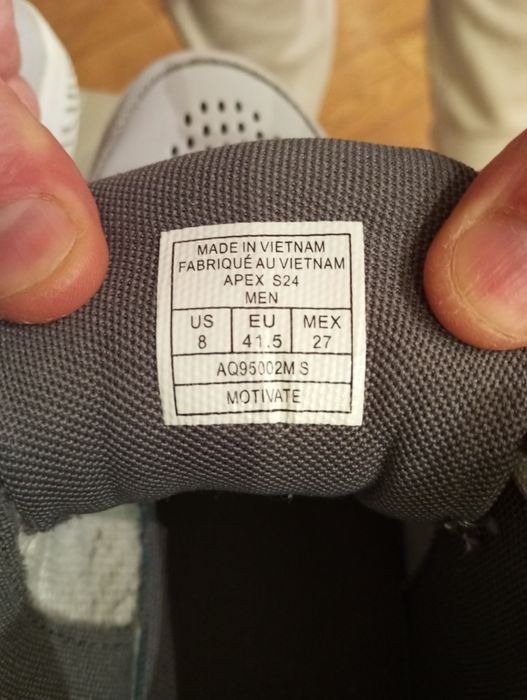 MADE IN VIETNAM
FABRIQUÉ AU VIETNAM
APEX S24
MEN
US EU MEX
8 41.5 27
AQ95002M S
MOTIVATE